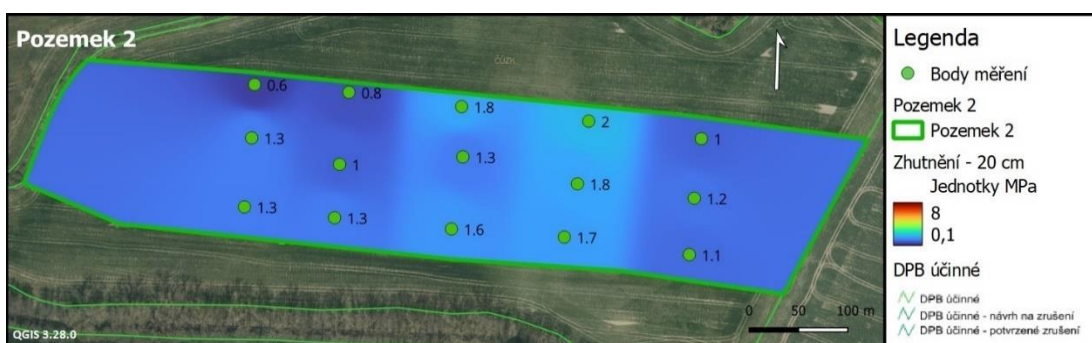 Pozemek 2
ČÚZK
0.6
0.8
1.8
2
1
1.3
1
1.3
1.8
1.2
1.3
1.3
1.6
1.7
1.1
0 50 100 m
QGIS 3.28.0
Legenda
Body měření
Pozemek 2
Pozemek 2
Zhutnění - 20 cm
Jednotky MPa
8
0,1
DPB účinné
DPB účinné
DPB účinné - návrh na zrušení
DPB účinné - potvrzené zrušení